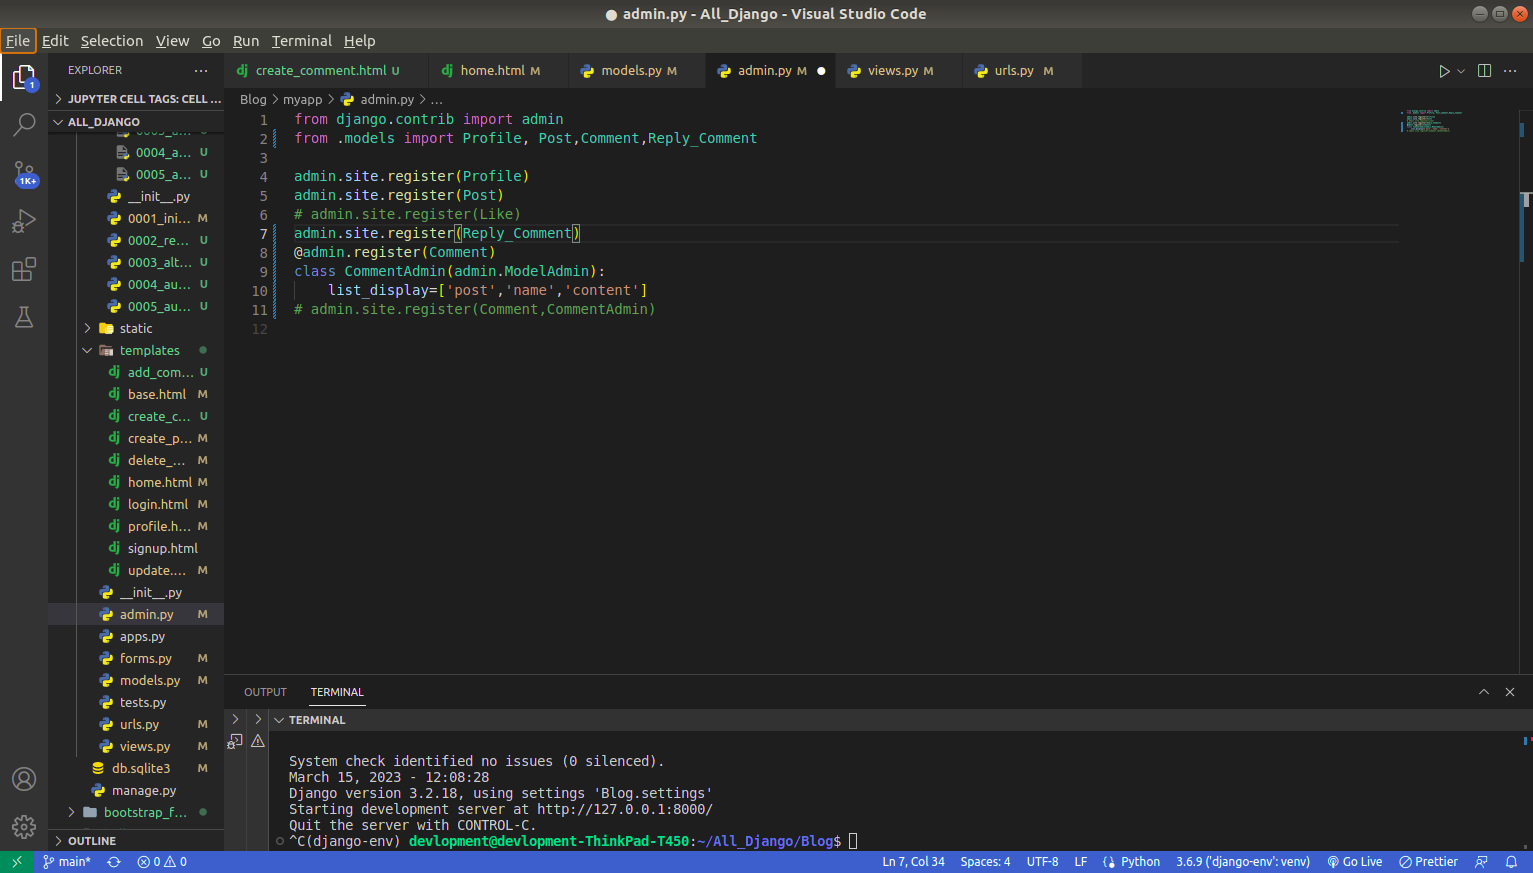 admin.py - All_Django - Visual Studio Code
File Edit Selection View Go Run Terminal Help
EXPLORER
JUPYTER CELL TAGS: CELL ...
ALL_DJANGO
0004_a... U
0005_a... U
__init__.py
0001_ini... M
0002_re... U
0003_alt... U
0004_au... U
0005_au... U
static
templates
add_com... U
base.html M
create_c... U
create_p... M
delete_... M
home.html M
login.html M
profile.h... M
signup.html
update.... M
__init__.py
admin.py M
apps.py
forms.py M
models.py M
tests.py
urls.py M
views.py M
db.sqlite3 M
manage.py
bootstrap_f...
OUTLINE
1
1K+
create_comment.html U home.html M models.py M admin.py M views.py M urls.py M
Blog > myapp > admin.py > ...
1 from django.contrib import admin
2 from .models import Profile, Post,Comment,Reply_Comment
3
4 admin.site.register(Profile)
5 admin.site.register(Post)
6 # admin.site.register(Like)
7 admin.site.register(Reply_Comment)
8 @admin.register(Comment)
9 class CommentAdmin(admin.ModelAdmin):
10 list_display=['post','name','content']
11 # admin.site.register(Comment,CommentAdmin)
12
OUTPUT TERMINAL
TERMINAL
System check identified no issues (0 silenced).
March 15, 2023 - 12:08:28
Django version 3.2.18, using settings 'Blog.settings'
Starting development server at http://127.0.0.1:8000/
Quit the server with CONTROL-C.
^C(django-env) devlopment@devlopment-ThinkPad-T450:~/All_Django/Blog$
main* 0 0 Ln 7, Col 34 Spaces: 4 UTF-8 LF Python 3.6.9 ('django-env': venv) Go Live Prettier